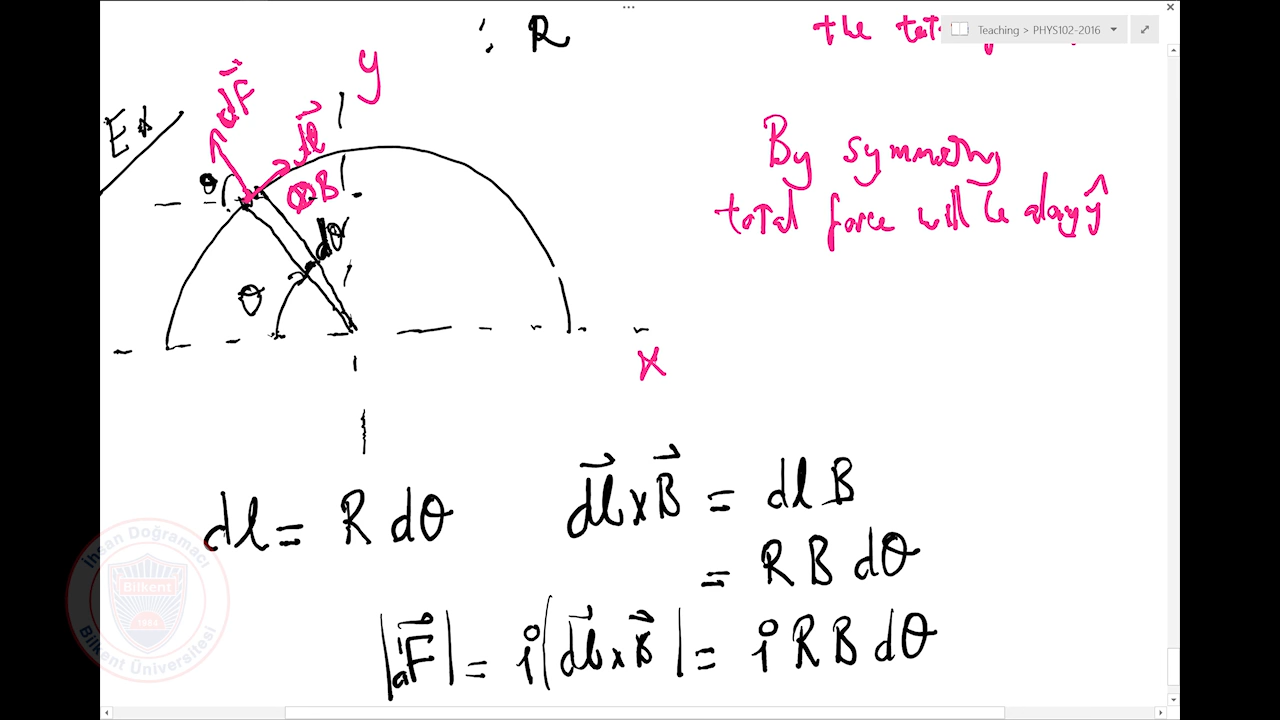 : R
the
Teaching > PHYS102-2016
y
Ex
dF⃗
dl⃗
θ
⊗B
dθ
θ
x
By symmetry
total force will be along ŷ
dl = R dθ
dl⃗ x B⃗ = dl B
= R B dθ
|dF⃗| = i|dl⃗ x B⃗| = i R B dθ
İhsan Doğramacı
Bilkent
1984
Bilkent Üniversitesi